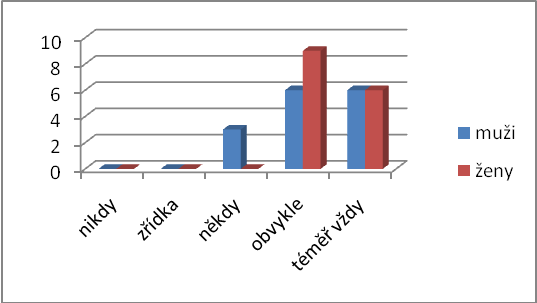 10
8
6
4
2
0
nikdy
zřídka
někdy
obvykle
téměř vždy
muži
ženy